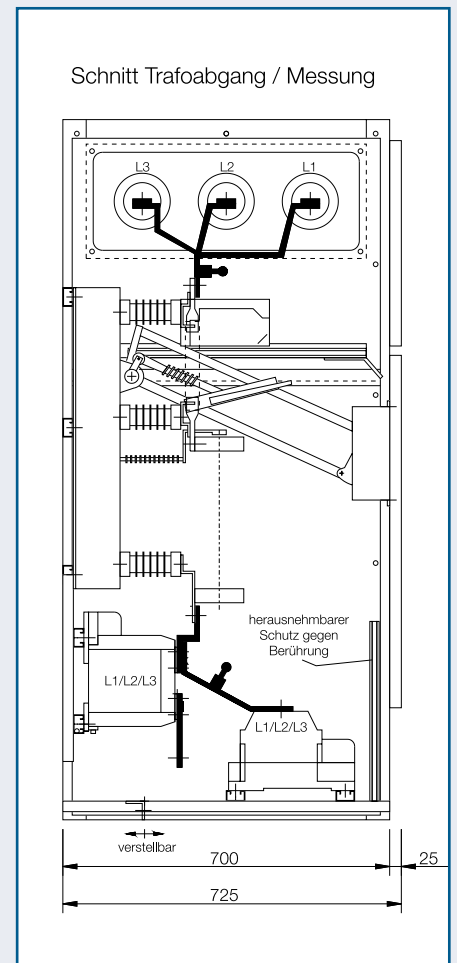 Schnitt Trafoabgang / Messung
L3 L2 L1
herausnehmbarer
Schutz gegen
Berührung
L1/L2/L3
L1/L2/L3
verstellbar
700
25
725